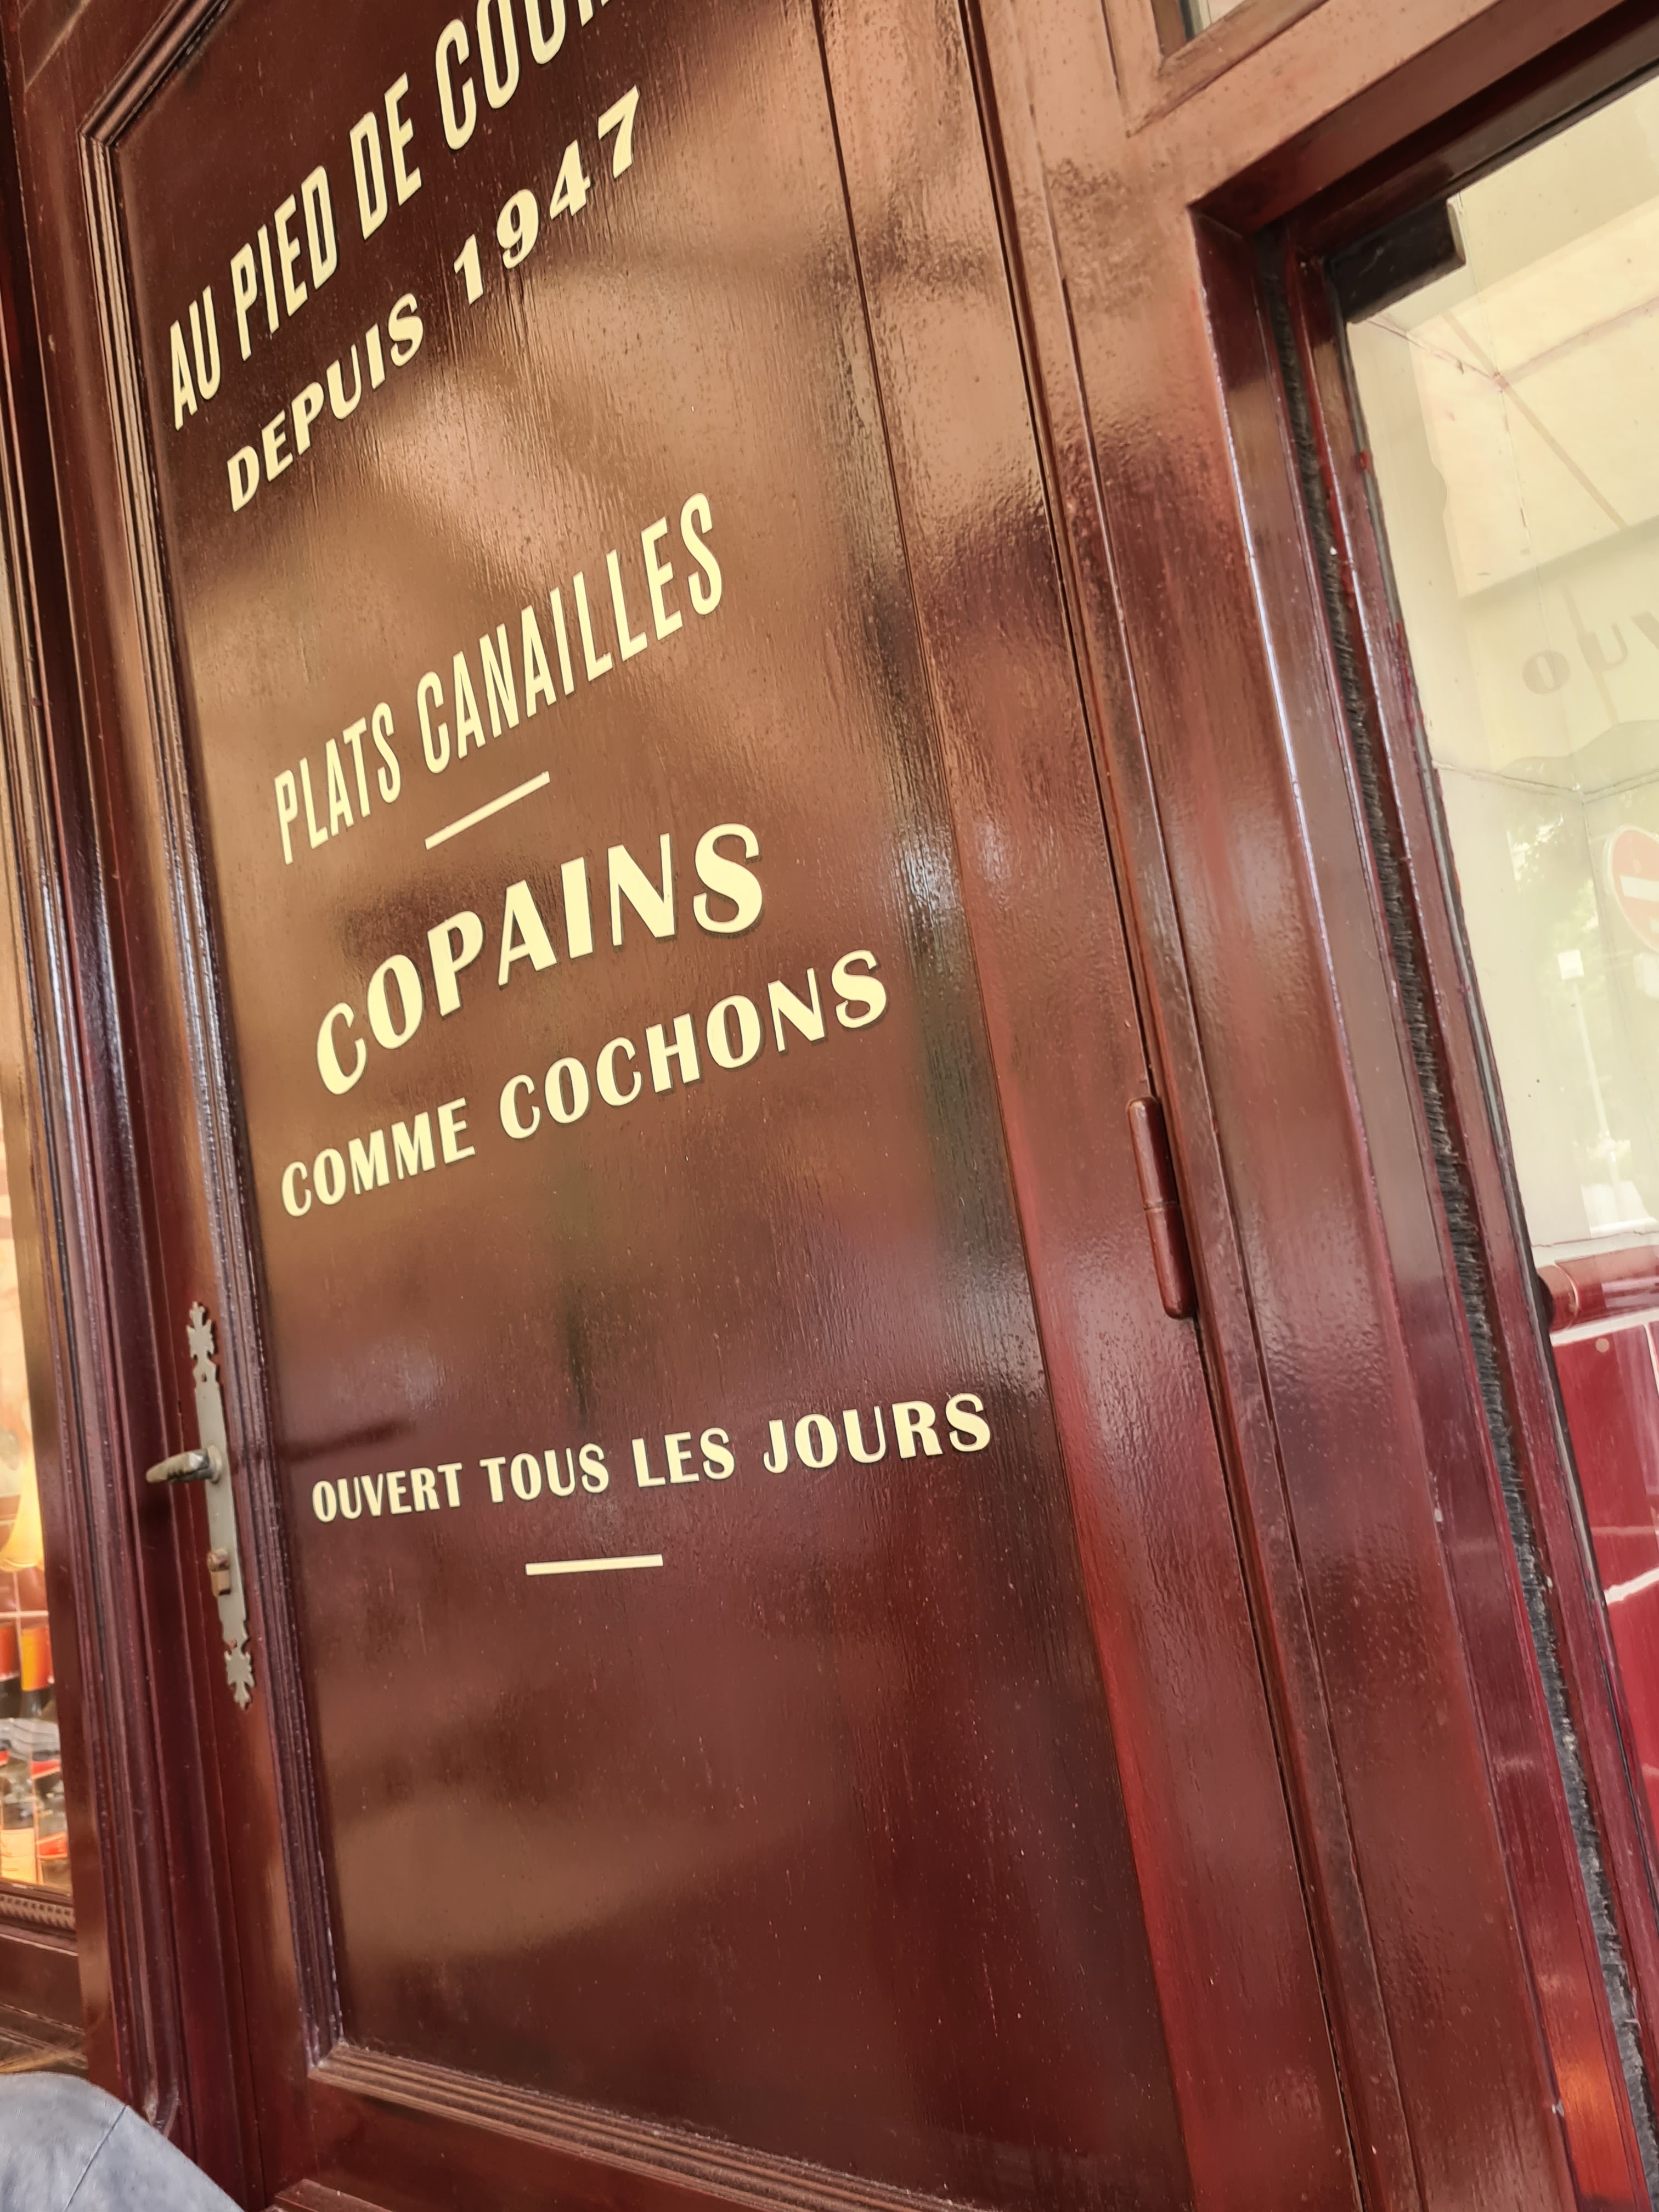 AU PIED DE
DEPUIS 1947
PLATS CANAILLES
COPAINS
COMME COCHONS
OUVERT TOUS LES JOURS